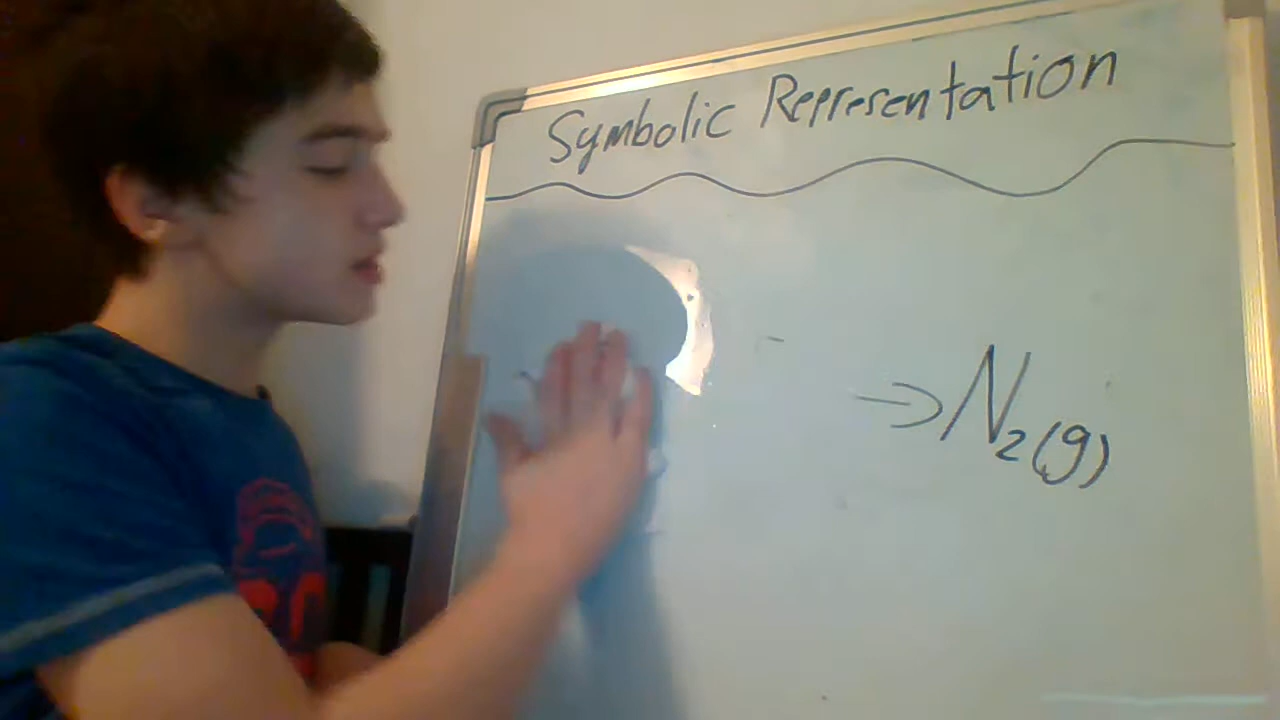 Symbolic Representation
→N₂(g)